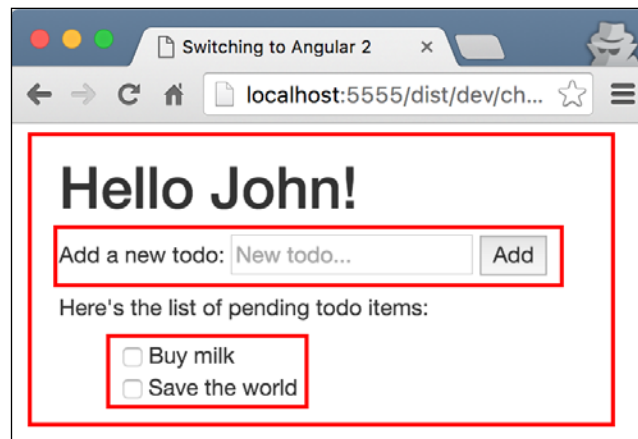 Switching to Angular 2
localhost:5555/dist/dev/ch...
Hello John!
Add a new todo: New todo... Add
Here's the list of pending todo items:
Buy milk
Save the world